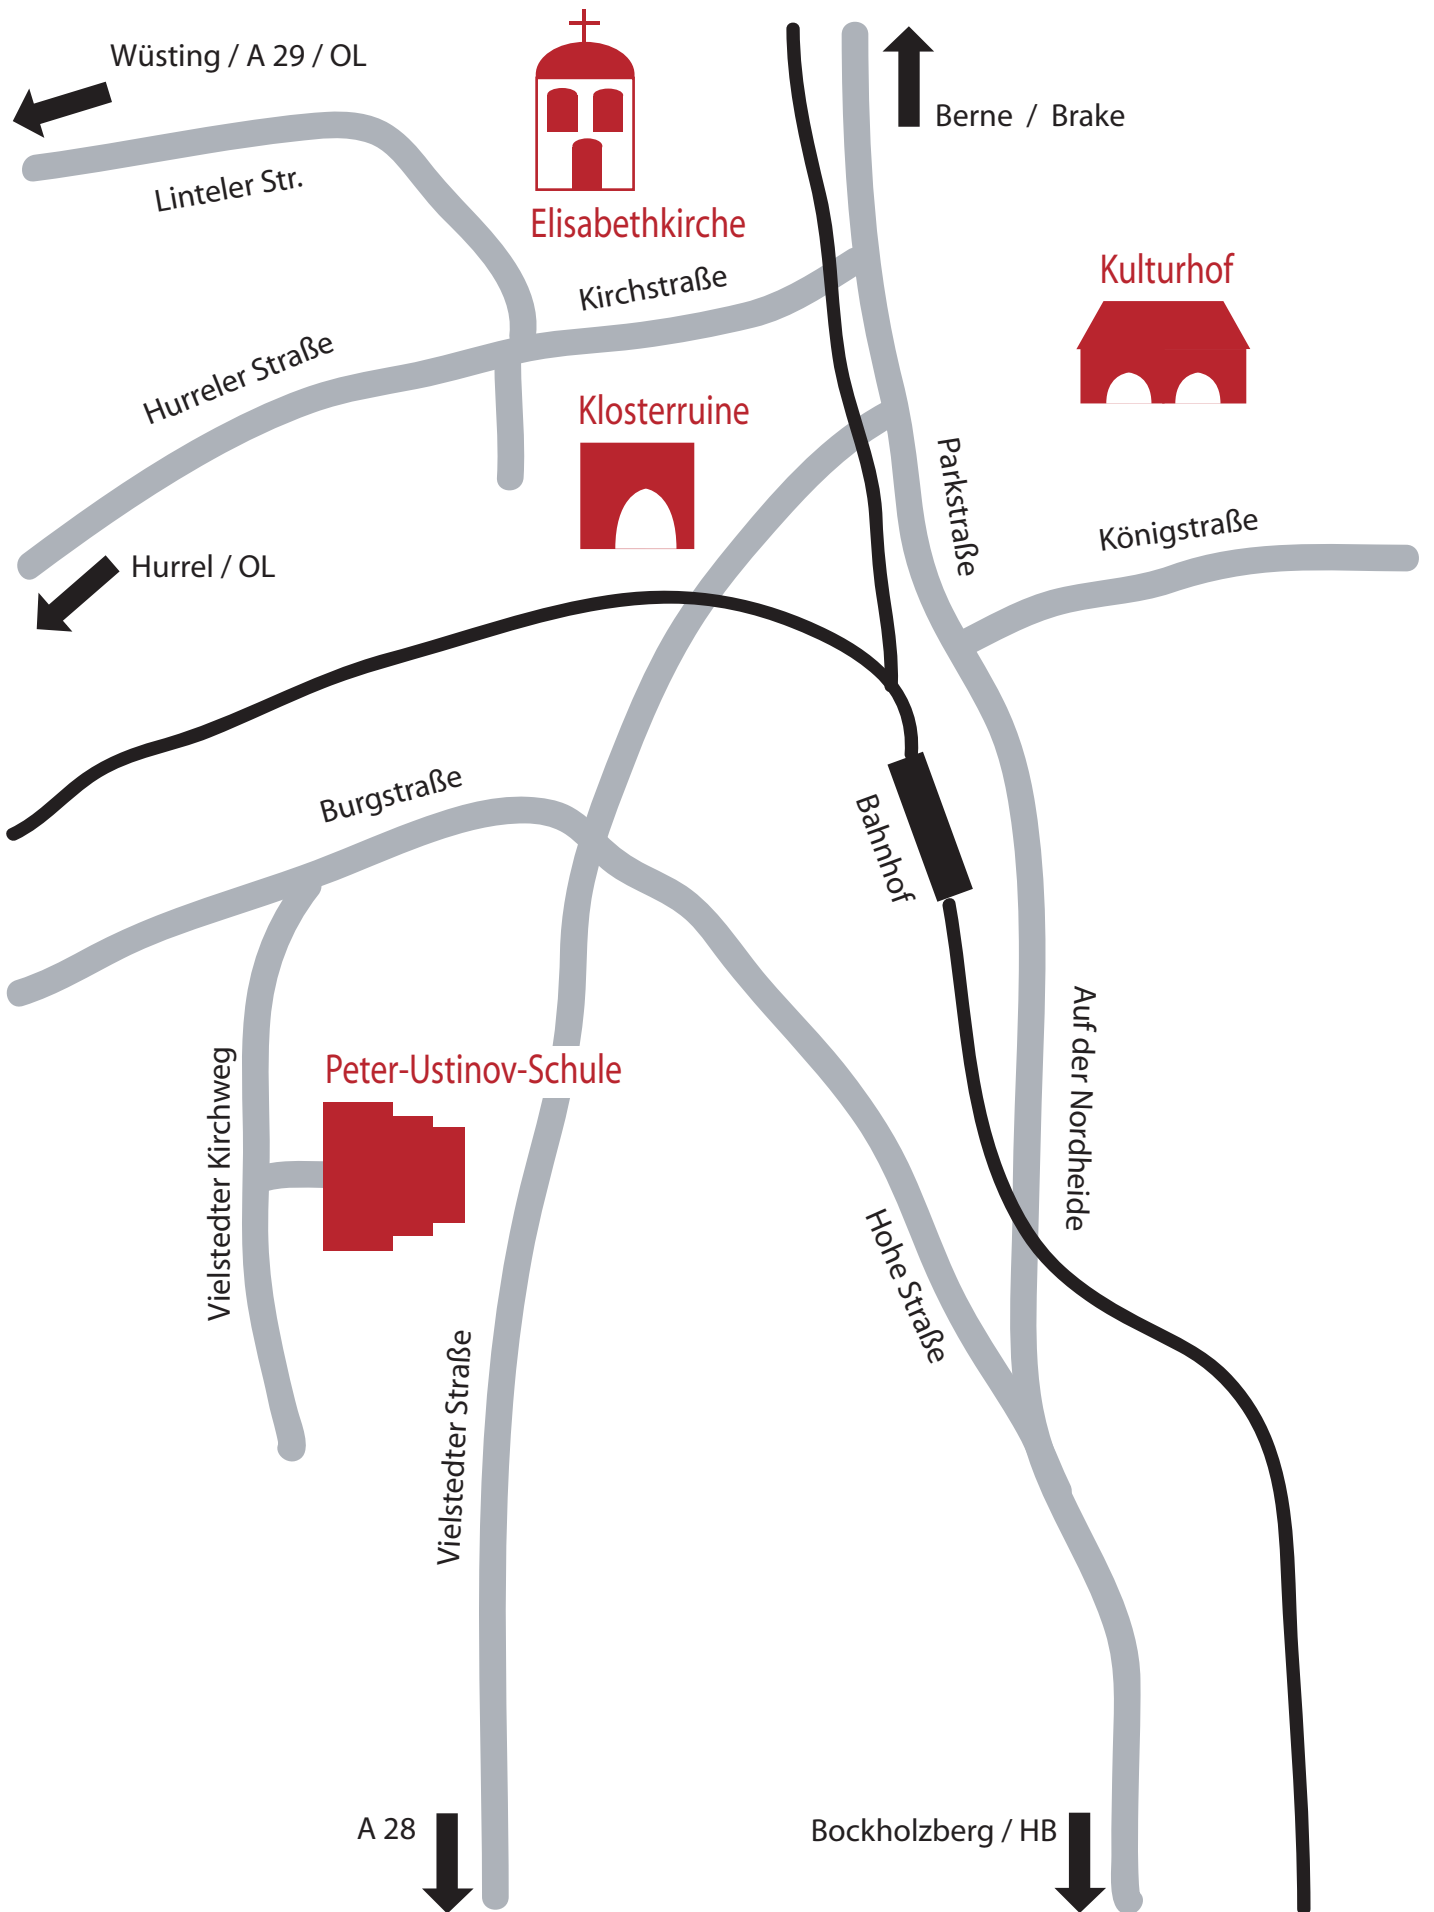 Wüsting / A 29 / OL
Berne / Brake
Linteler Str.
Elisabethkirche
Kirchstraße
Kulturhof
Hurreler Straße
Klosterruine
Parkstraße
Königstraße
Hurrel / OL
Burgstraße
Bahnhof
Auf der Nordheide
Peter-Ustinov-Schule
Vielstedter Kirchweg
Hohe Straße
Vielstedter Straße
A 28
Bockholzberg / HB